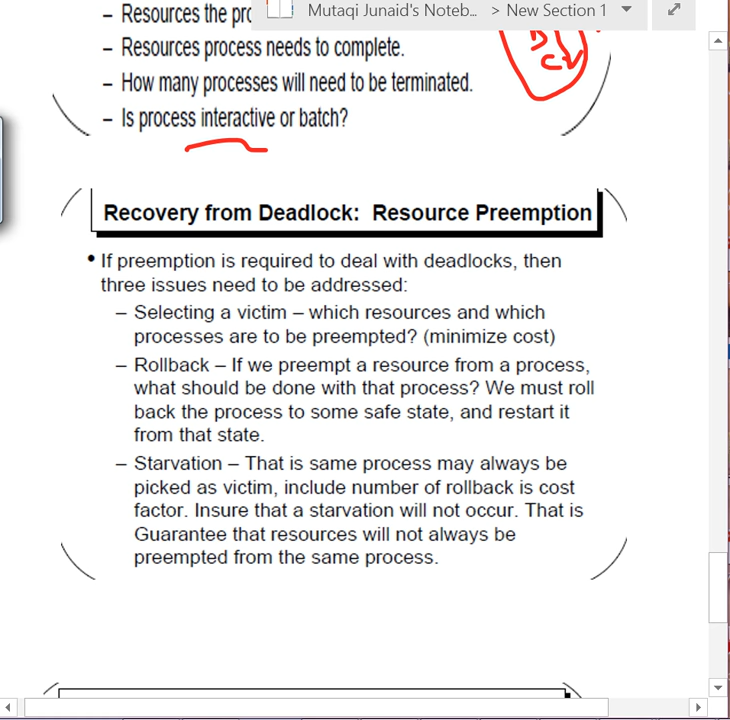 – Resources the pro
Mutaqi Junaid's Noteb... > New Section 1
– Resources process needs to complete.
– How many processes will need to be terminated.
– Is process interactive or batch?
Recovery from Deadlock: Resource Preemption
• If preemption is required to deal with deadlocks, then
three issues need to be addressed:
– Selecting a victim – which resources and which
processes are to be preempted? (minimize cost)
– Rollback – If we preempt a resource from a process,
what should be done with that process? We must roll
back the process to some safe state, and restart it
from that state.
– Starvation – That is same process may always be
picked as victim, include number of rollback is cost
factor. Insure that a starvation will not occur. That is
Guarantee that resources will not always be
preempted from the same process.